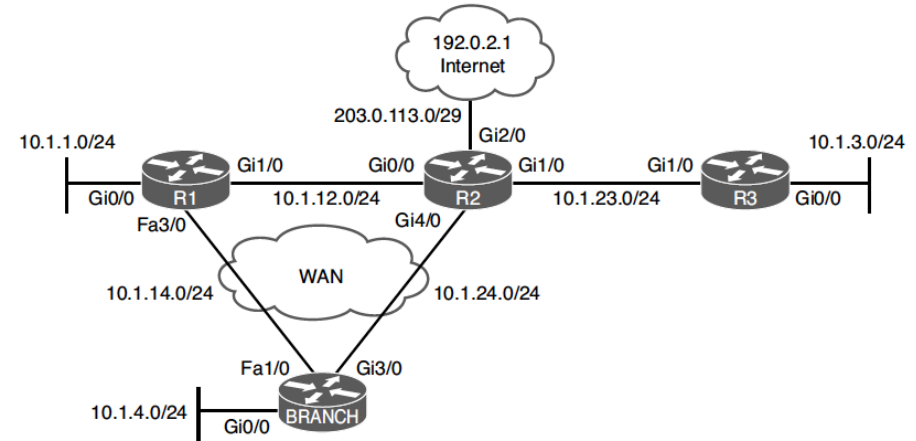 192.0.2.1
Internet
203.0.113.0/29
Gi2/0
10.1.1.0/24
10.1.3.0/24
Gi1/0
Gi0/0
Gi1/0
Gi1/0
Gi0/0
R1
10.1.12.0/24
R2
10.1.23.0/24
R3
Gi0/0
Fa3/0
Gi4/0
WAN
10.1.14.0/24
10.1.24.0/24
Fa1/0
Gi3/0
10.1.4.0/24
Gi0/0
BRANCH